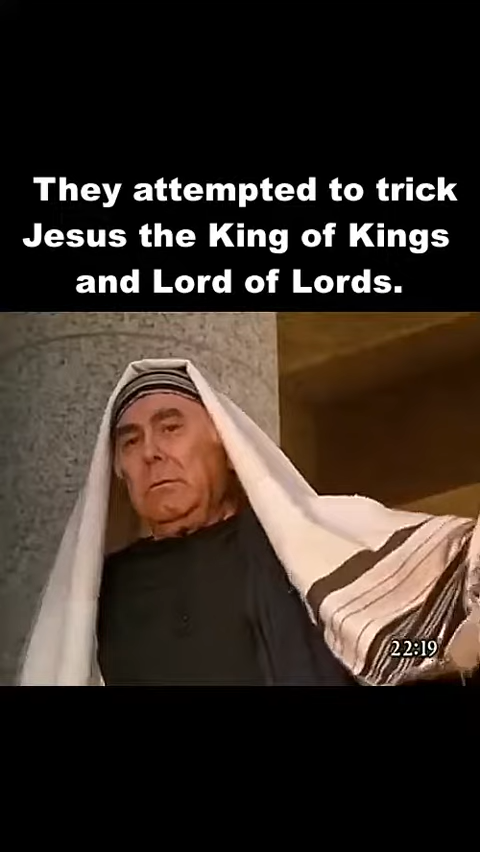 They attempted to trick
Jesus the King of Kings
and Lord of Lords.
22:19